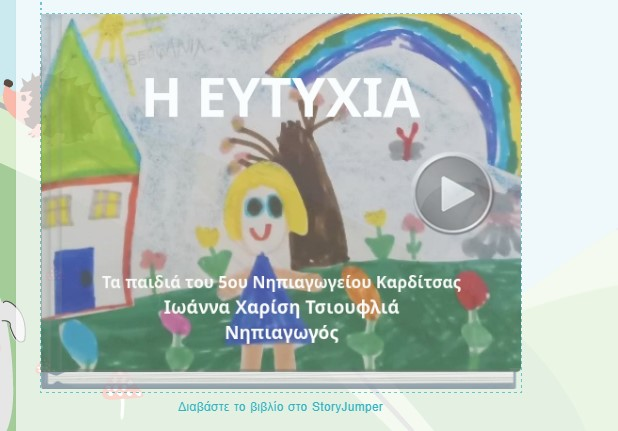 Η ΕΥΤΥΧΙΑ
Τα παιδιά του 5ου Νηπιαγωγείου Καρδίτσας
Ιωάννα Χαρίση Τσιουφλιά
Νηπιαγωγός
Διαβάστε το βιβλίο στο StoryJumper